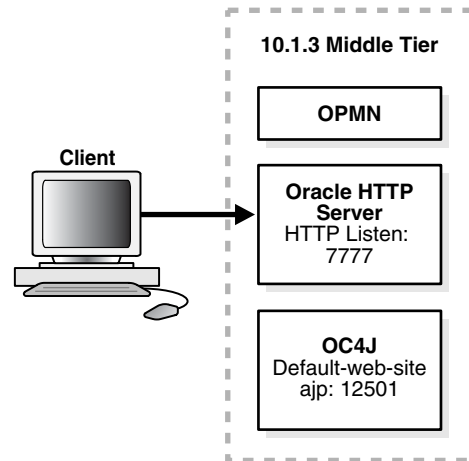 10.1.3 Middle Tier
OPMN
Client
Oracle HTTP
Server
HTTP Listen:
7777
OC4J
Default-web-site
ajp: 12501